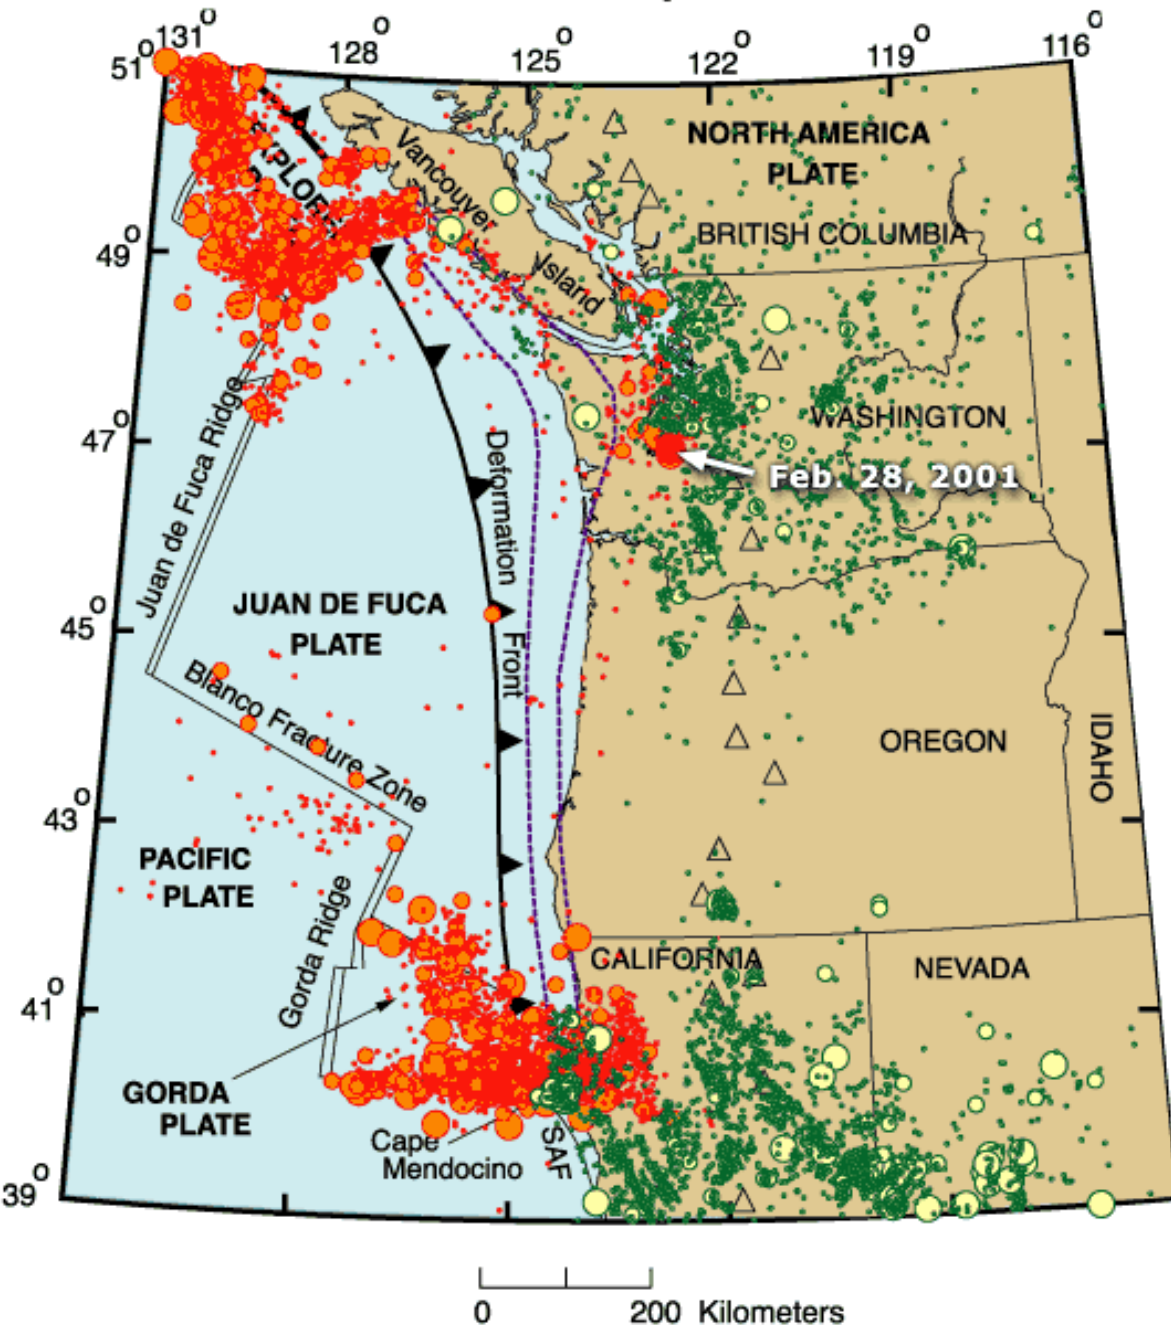 131°
128°
125°
122°
119°
116°
51°
49°
47°
45°
43°
41°
39°
NORTH AMERICA
PLATE
BRITISH COLUMBIA
Vancouver
Island
WASHINGTON
Feb. 28, 2001
Juan de Fuca Ridge
Deformation
Front
JUAN DE FUCA
PLATE
Blanco Fracture Zone
OREGON
IDAHO
PACIFIC
PLATE
Gorda Ridge
CALIFORNIA
NEVADA
GORDA
PLATE
Cape
Mendocino
SAF
0
200 Kilometers